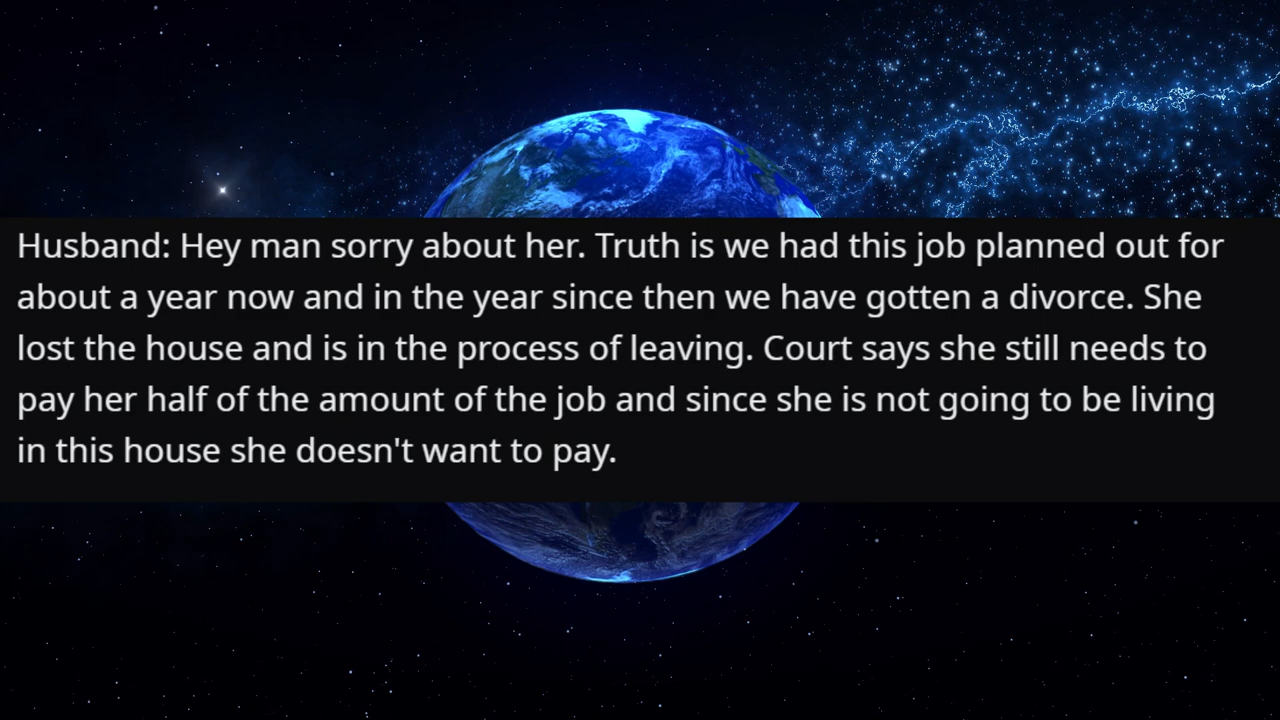 Husband: Hey man sorry about her. Truth is we had this job planned out for
about a year now and in the year since then we have gotten a divorce. She
lost the house and is in the process of leaving. Court says she still needs to
pay her half of the amount of the job and since she is not going to be living
in this house she doesn't want to pay.